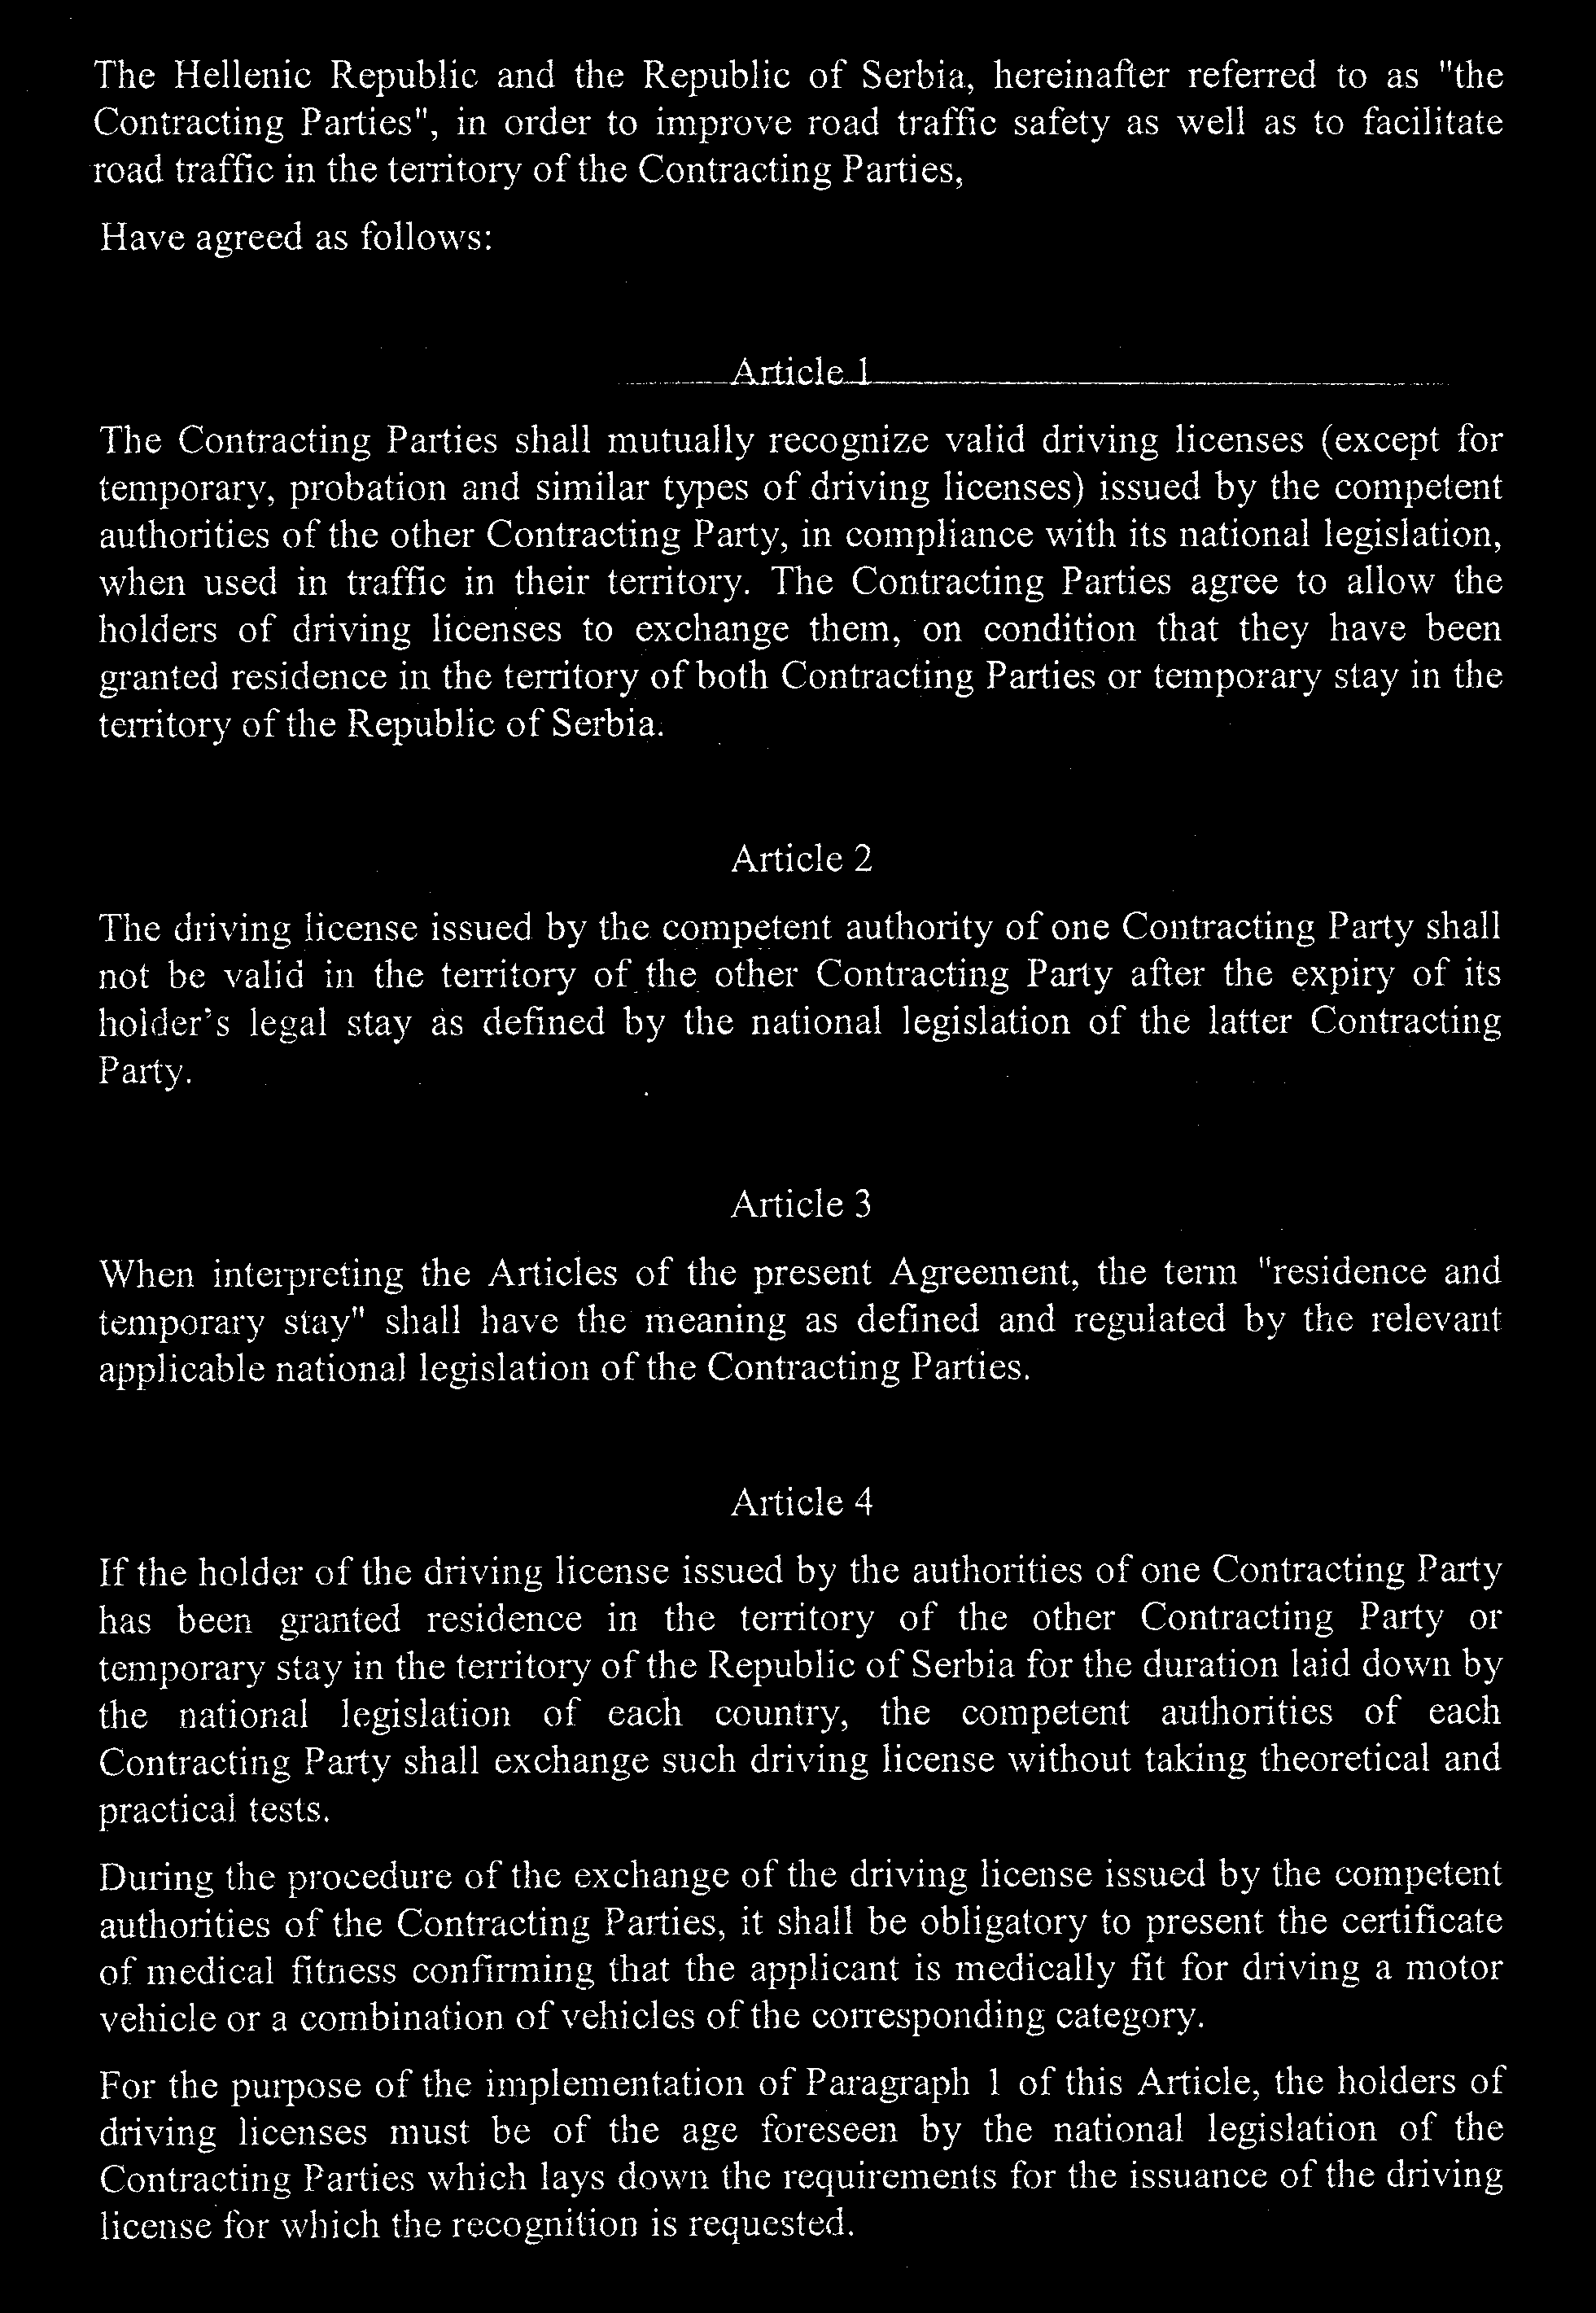 The Hellenic Republic and the Republic of Serbia, hereinafter referred to as "the
Contracting Parties", in order to improve road traffic safety as well as to facilitate
road traffic in the territory of the Contracting Parties,
Have agreed as follows:
Article 1
The Contracting Parties shall mutually recognize valid driving licenses (except for
temporary, probation and similar types of driving licenses) issued by the competent
authorities of the other Contracting Party, in compliance with its national legislation,
when used in traffic in their territory. The Contracting Parties agree to allow the
holders of driving licenses to exchange them, on condition that they have been
granted residence in the territory of both Contracting Parties or temporary stay in the
territory of the Republic of Serbia.
Article 2
The driving license issued by the competent authority of one Contracting Party shall
not be valid in the territory of the other Contracting Party after the expiry of its
holder's legal stay as defined by the national legislation of the latter Contracting
Party.
Article 3
When interpreting the Articles of the present Agreement, the term "residence and
temporary stay" shall have the meaning as defined and regulated by the relevant
applicable national legislation of the Contracting Parties.
Article 4
If the holder of the driving license issued by the authorities of one Contracting Party
has been granted residence in the territory of the other Contracting Party or
temporary stay in the territory of the Republic of Serbia for the duration laid down by
the national legislation of each country, the competent authorities of each
Contracting Party shall exchange such driving license without taking theoretical and
practical tests.
During the procedure of the exchange of the driving license issued by the competent
authorities of the Contracting Parties, it shall be obligatory to present the certificate
of medical fitness confirming that the applicant is medically fit for driving a motor
vehicle or a combination of vehicles of the corresponding category.
For the purpose of the implementation of Paragraph 1 of this Article, the holders of
driving licenses must be of the age foreseen by the national legislation of the
Contracting Parties which lays down the requirements for the issuance of the driving
license for which the recognition is requested.